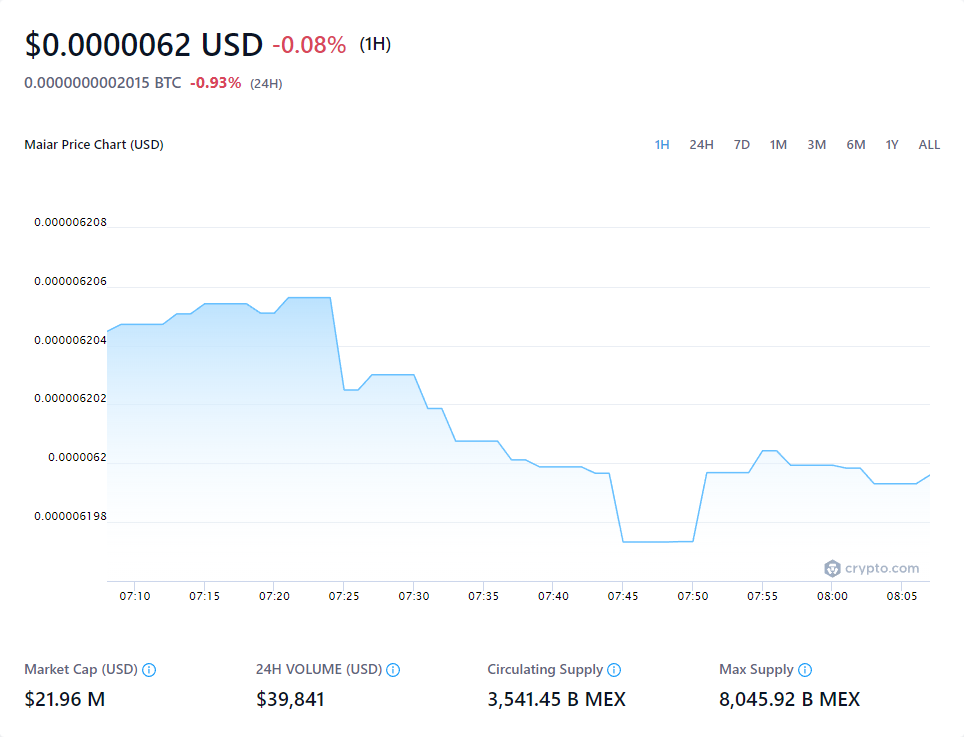 $0.0000062 USD -0.08% (1H)
0.0000000002015 BTC -0.93% (24H)
Maiar Price Chart (USD) 1H 24H 7D 1M 3M 6M 1Y ALL
0.000006208
0.000006206
0.000006204
0.000006202
0.0000062
0.000006198
crypto.com
07:10 07:15 07:20 07:25 07:30 07:35 07:40 07:45 07:50 07:55 08:00 08:05
Market Cap (USD) 24H VOLUME (USD) Circulating Supply Max Supply
$21.96 M $39,841 3,541.45 B MEX 8,045.92 B MEX